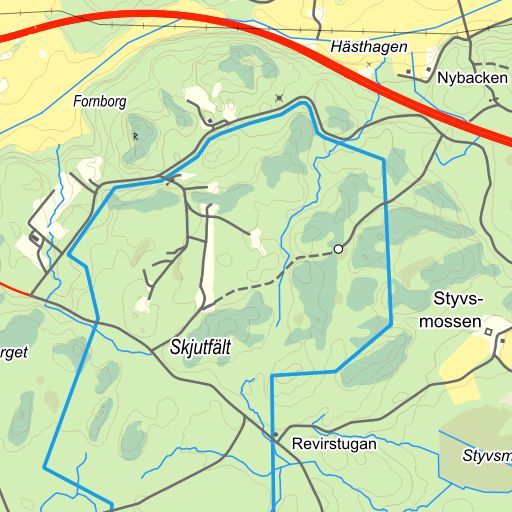 Hästhagen
Nybacken
Fornborg
R
Styvs-
mossen
Skjutfält
rget
Revirstugan
Styvsm